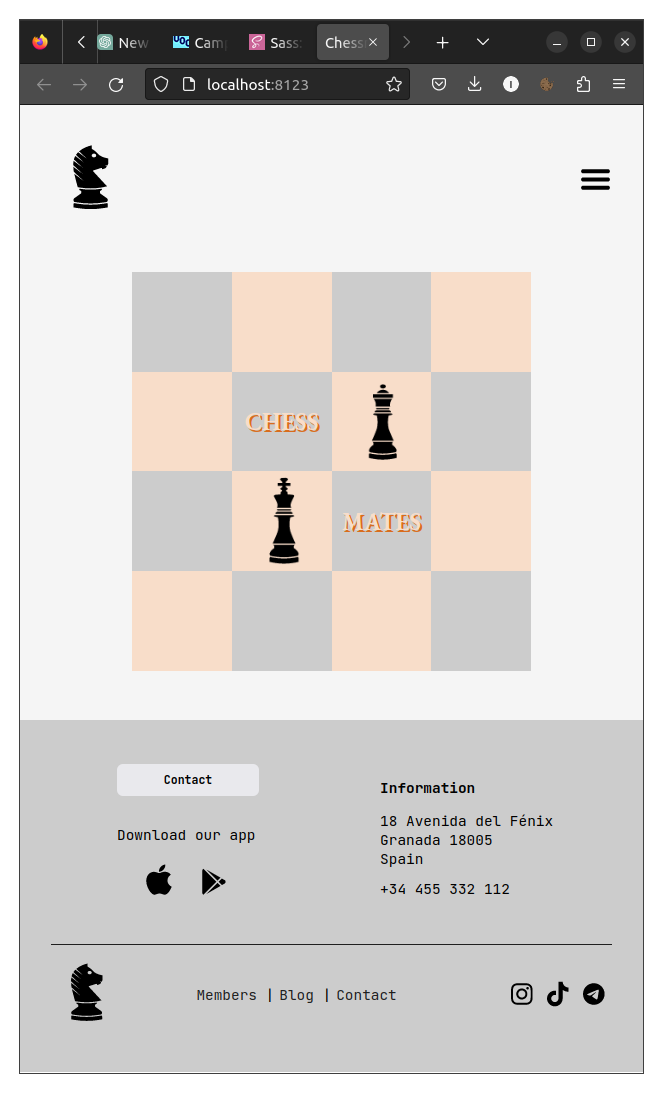 New
Cam
Sass:
Chess
localhost:8123
CHESS
MATES
Contact
Download our app
Information
18 Avenida del Fénix
Granada 18005
Spain
+34 455 332 112
Members | Blog | Contact